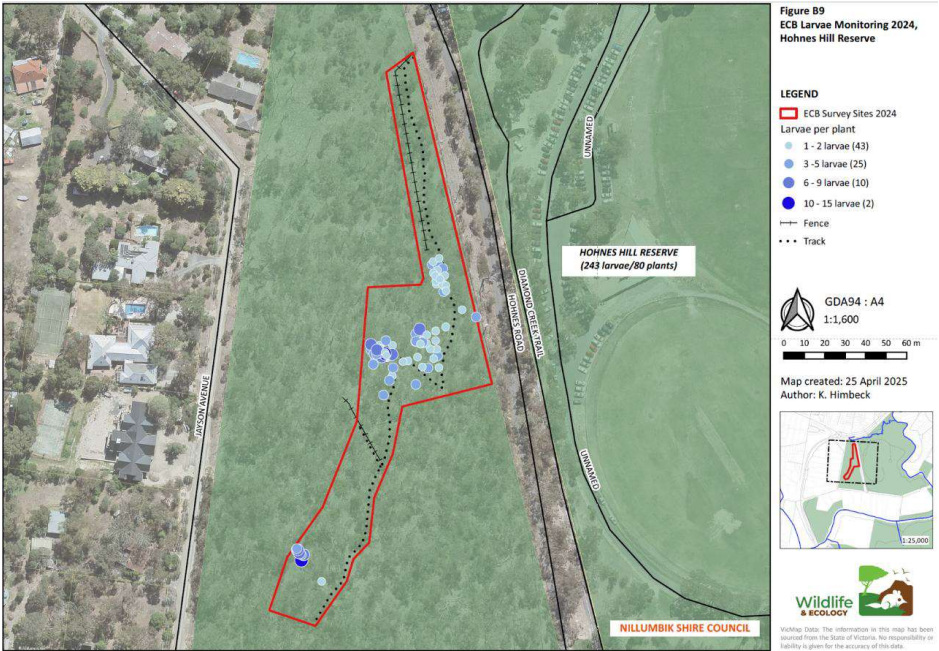 Figure B9
ECB Larvae Monitoring 2024,
Hohnes Hill Reserve
LEGEND
ECB Survey Sites 2024
Larvae per plant
1 - 2 larvae (43)
3 -5 larvae (25)
6 - 9 larvae (10)
10 - 15 larvae (2)
Fence
Track
GDA94 : A4
1:1,600
0 10 20 30 40 50 60 m
Map created: 25 April 2025
Author: K. Himbeck
1:25,000
Wildlife
& ECOLOGY
VicMap Data: The information in this map has been
sourced from the State of Victoria. No responsibility or
liability is given for the accuracy of this data.
JAYSON AVENUE
HOHNES ROAD
DIAMOND CREEK TRAIL
UNNAMED
HOHNES HILL RESERVE
(243 larvae/80 plants)
UNNAMED
NILLUMBIK SHIRE COUNCIL